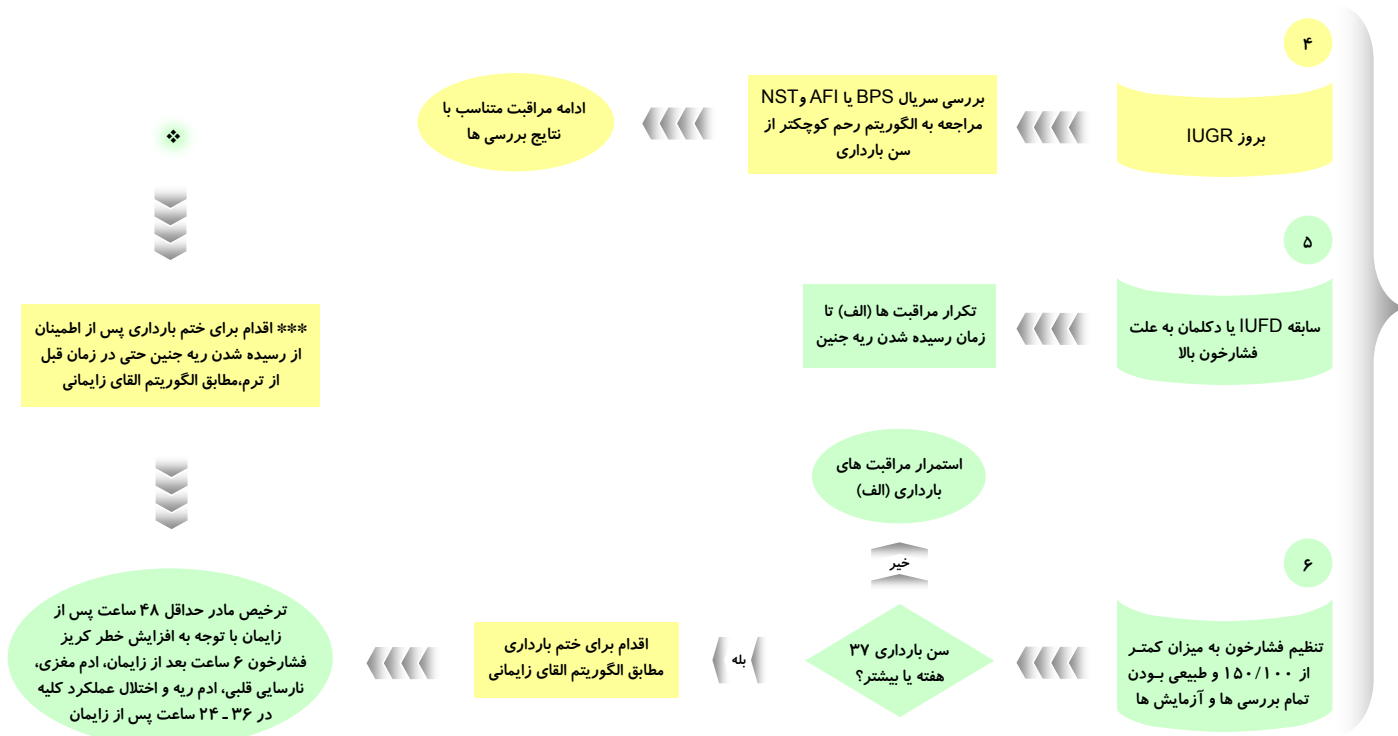 ۴
بروز IUGR
بررسی سریال BPS یا AFI وNST
مراجعه به الگوریتم رحم کوچکتر از
سن بارداری
ادامه مراقبت متناسب با
نتایج بررسی ها
❖
*** اقدام برای ختم بارداری پس از اطمینان
از رسیده شدن ریه جنین حتی در زمان قبل
از ترم،مطابق الگوریتم القای زایمانی
۵
سابقه IUFD یا دکلمان به علت
فشارخون بالا
تکرار مراقبت ها (الف) تا
زمان رسیده شدن ریه جنین
استمرار مراقبت های
بارداری (الف)
خیر
۶
تنظیم فشارخون به میزان کمتـر
از ۱۵۰/۱۰۰ و طبیعی بـودن
تمام بررسی ها و آزمایش ها
سن بارداری ۳۷
هفته یا بیشتر؟
بله
اقدام برای ختم بارداری
مطابق الگوریتم القای زایمانی
ترخیص مادر حداقل ۴۸ ساعت پس از
زایمان با توجه به افزایش خطر کریز
فشارخون ۶ ساعت بعد از زایمان، ادم مغزی،
نارسایی قلبی، ادم ریه و اختلال عملکرد کلیه
در ۳۶ ـ ۲۴ ساعت پس از زایمان